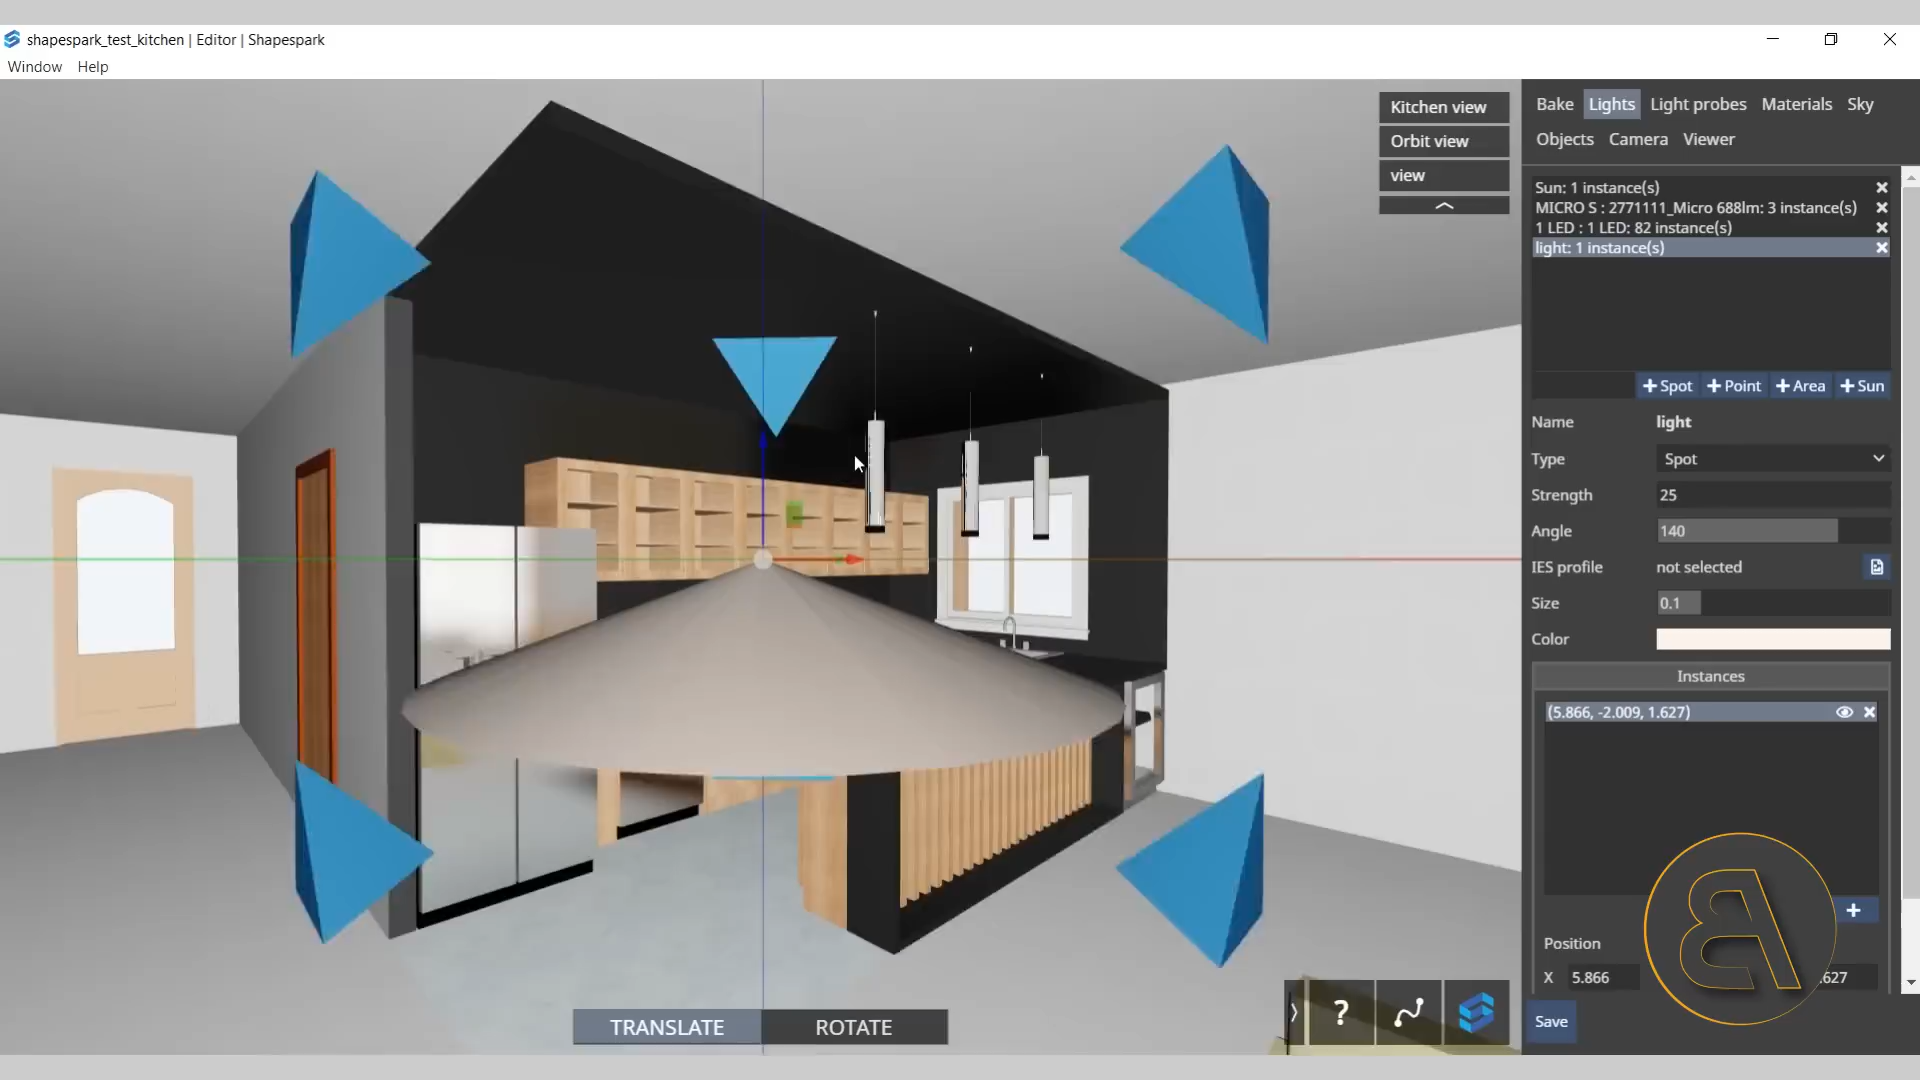 shapespark_test_kitchen | Editor | Shapespark
Window Help
Kitchen view
Orbit view
view
Bake Lights Light probes Materials Sky
Objects Camera Viewer
Sun: 1 instance(s)
MICRO S : 2771111_Micro 688lm: 3 instance(s)
1 LED : 1 LED: 82 instance(s)
light: 1 instance(s)
+ Spot + Point + Area + Sun
Name light
Type Spot
Strength 25
Angle 140
IES profile not selected
Size 0.1
Color
Instances
(5.866, -2.009, 1.627)
Position
X 5.866 .627
TRANSLATE ROTATE
?
Save